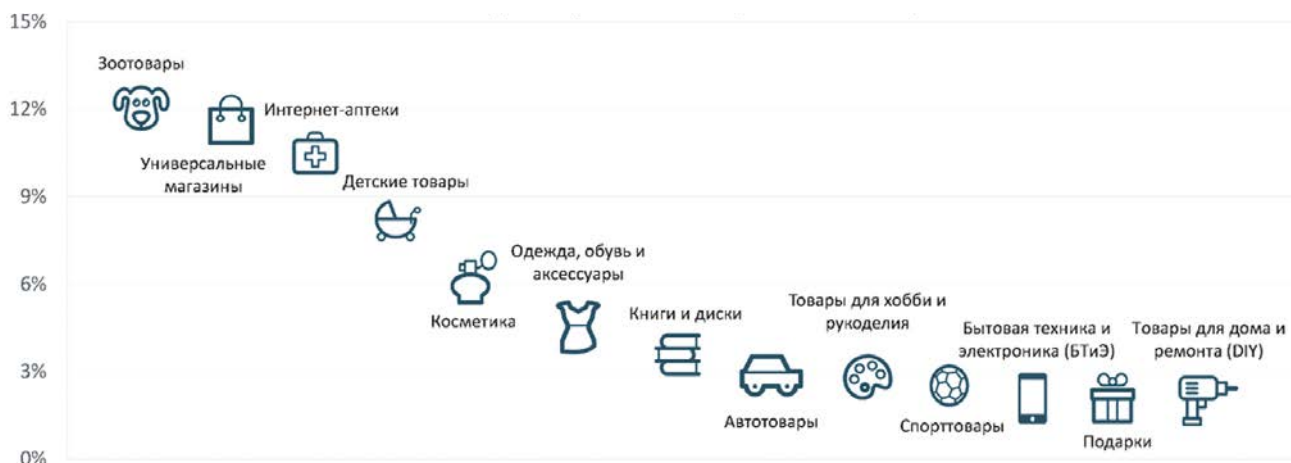 15%
Зоотовары
12%
Интернет-аптеки
Универсальные
магазины
Детские товары
9%
Одежда, обувь и
аксессуары
6%
Косметика
Товары для хобби и
рукоделия
Книги и диски
Бытовая техника и
электроника (БТиЭ)
Товары для дома и
ремонта (DIY)
3%
Автотовары
Спорттовары
Подарки
0%